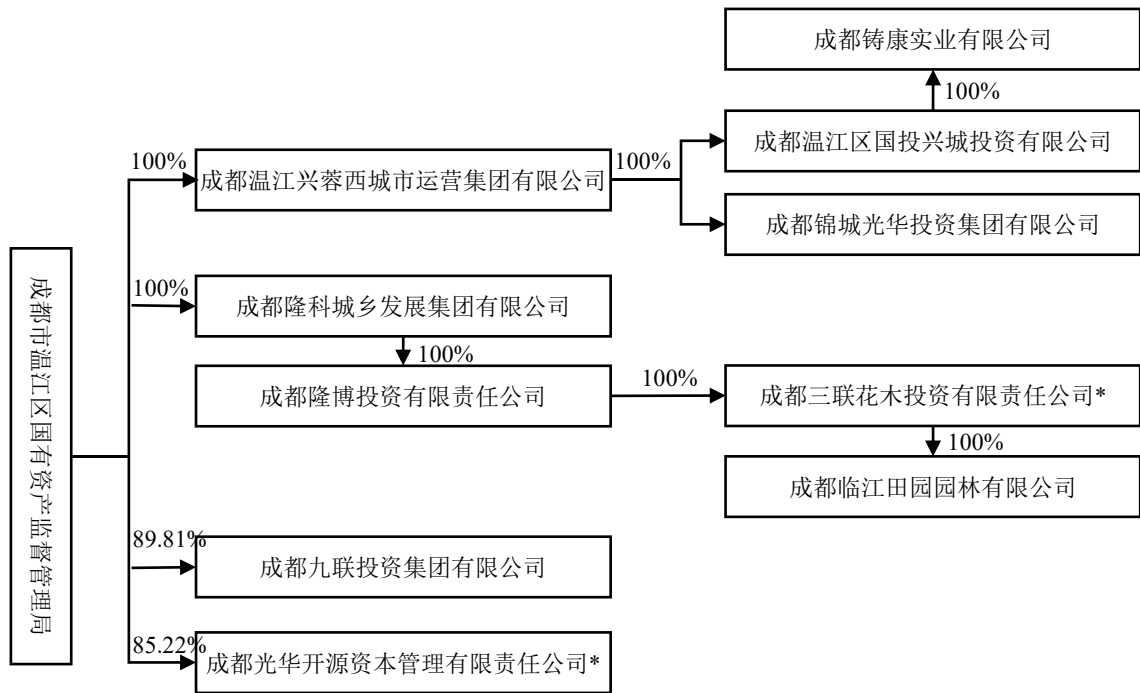 成都铸康实业有限公司
100%
成都温江区国投兴城投资有限公司
100%
成都温江兴蓉西城市运营集团有限公司
100%
成都锦城光华投资集团有限公司
成都市温江区国有资产监督管理局
100%
成都隆科城乡发展集团有限公司
100%
成都隆博投资有限责任公司
100%
成都三联花木投资有限责任公司*
100%
成都临江田园园林有限公司
89.81%
成都九联投资集团有限公司
85.22%
成都光华开源资本管理有限责任公司*